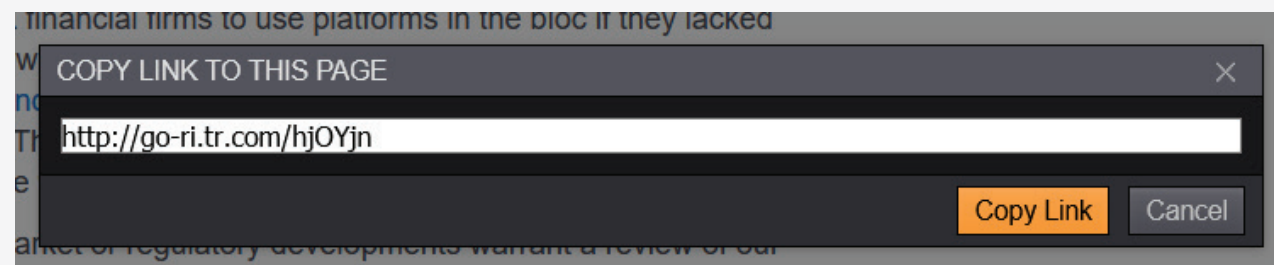 financial firms to use platforms in the bloc if they lacked
COPY LINK TO THIS PAGE
http://go-ri.tr.com/hjOYjn
Copy Link
Cancel
market or regulatory developments warrant a review of our